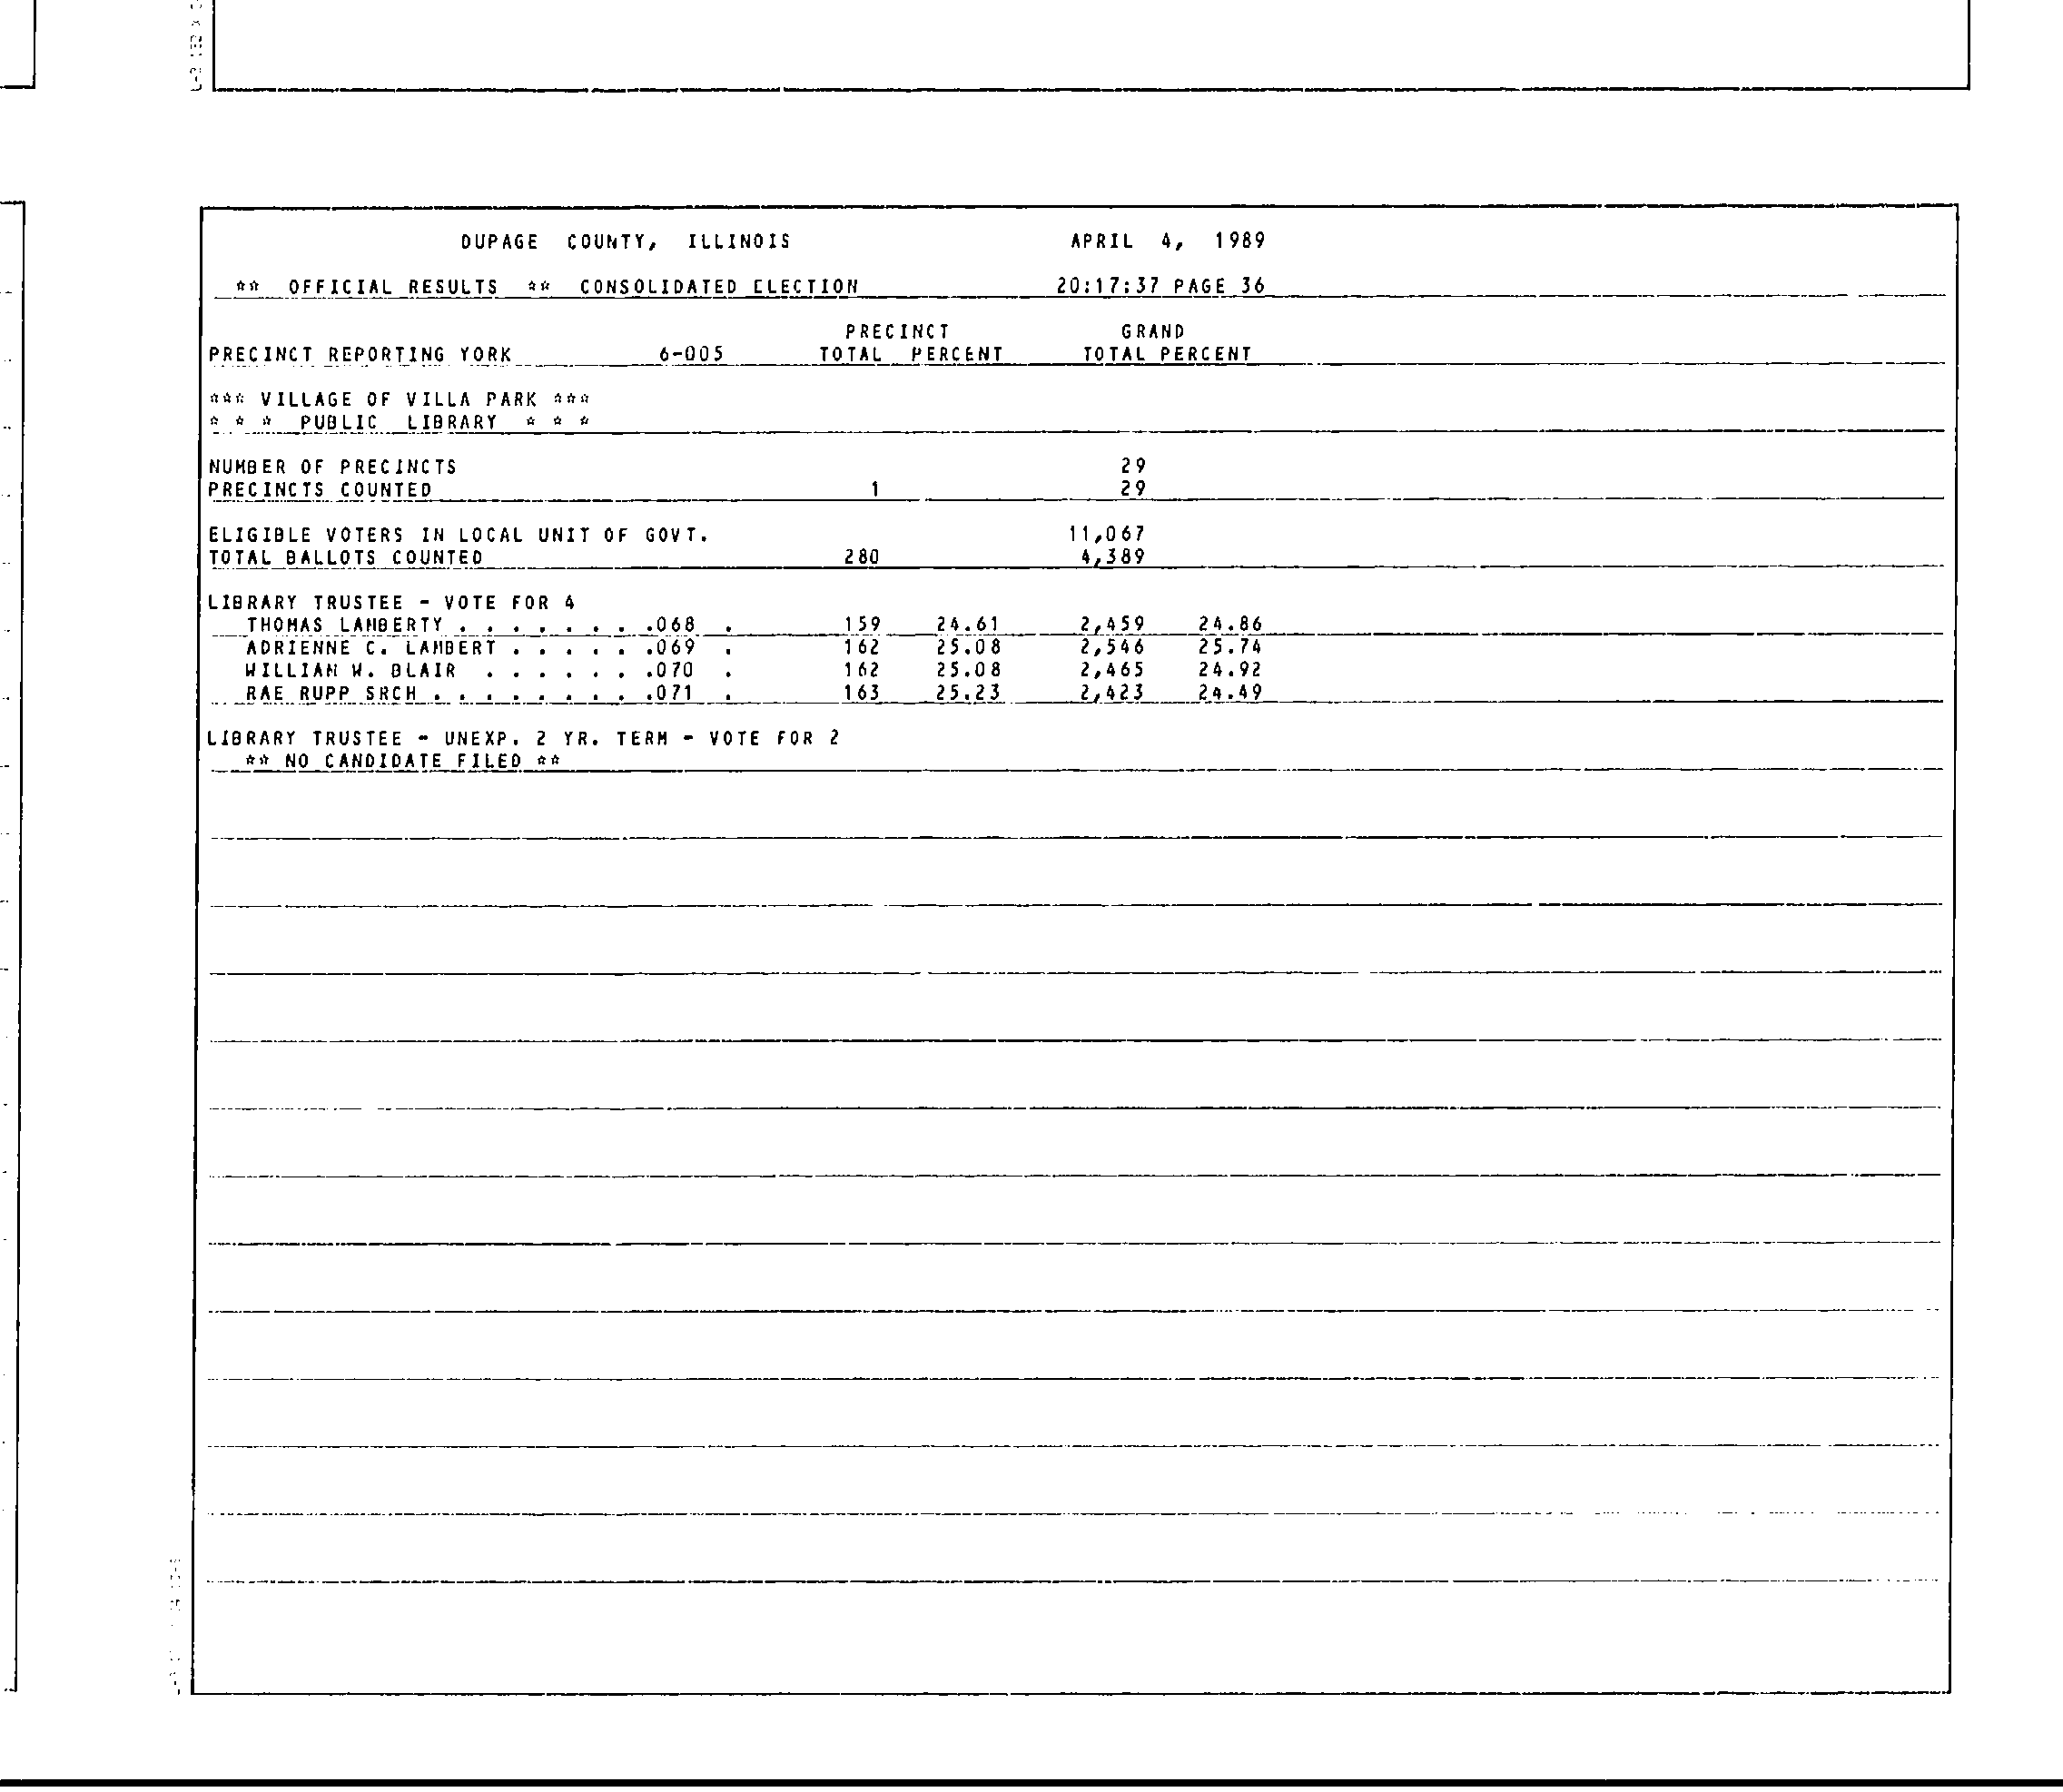 DUPAGE COUNTY, ILLINOIS APRIL 4, 1989
** OFFICIAL RESULTS ** CONSOLIDATED ELECTION 20:17:37 PAGE 36
PRECINCT GRAND
PRECINCT REPORTING YORK 6-005 TOTAL PERCENT TOTAL PERCENT
*** VILLAGE OF VILLA PARK ***
* * * PUBLIC LIBRARY * * *
NUMBER OF PRECINCTS 29
PRECINCTS COUNTED 1 29
ELIGIBLE VOTERS IN LOCAL UNIT OF GOVT. 11,067
TOTAL BALLOTS COUNTED 280 4,389
LIBRARY TRUSTEE - VOTE FOR 4
THOMAS LAMBERTY . . . . . . . .068 . 159 24.61 2,459 24.86
ADRIENNE C. LAMBERT . . . . . .069 . 162 25.08 2,546 25.74
WILLIAM W. BLAIR . . . . . . .070 . 162 25.08 2,465 24.92
RAE RUPP SRCH . . . . . . . . .071 . 163 25.23 2,423 24.49
LIBRARY TRUSTEE - UNEXP. 2 YR. TERM - VOTE FOR 2
** NO CANDIDATE FILED **